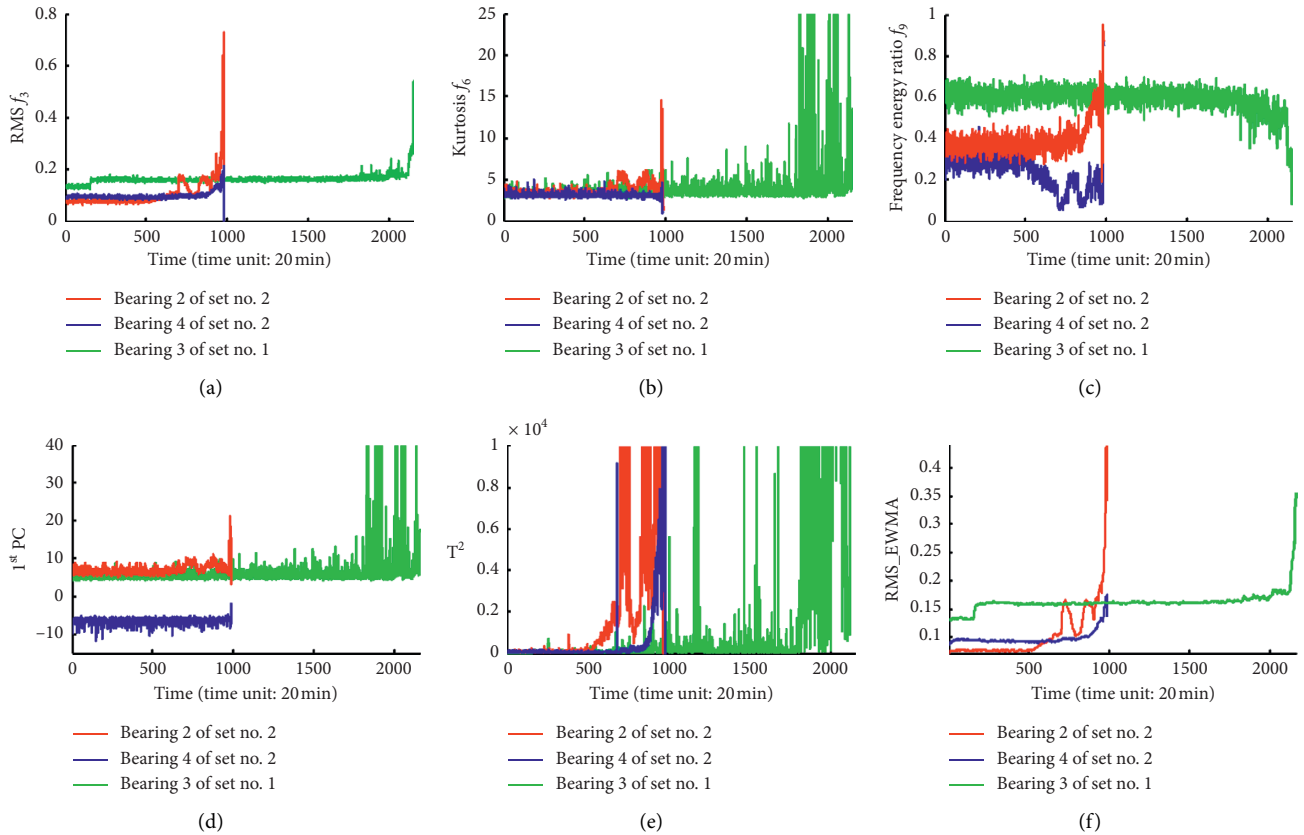 0.8
0.6
0.4
0.2
0
RMS f3
0 500 1000 1500 2000
Time (time unit: 20 min)
Bearing 2 of set no. 2
Bearing 4 of set no. 2
Bearing 3 of set no. 1
(a)
25
20
15
10
5
0
Kurtosis f6
0 500 1000 1500 2000
Time (time unit: 20 min)
Bearing 2 of set no. 2
Bearing 4 of set no. 2
Bearing 3 of set no. 1
(b)
1
0.8
0.6
0.4
0.2
0
Frequency energy ratio f9
0 500 1000 1500 2000
Time (time unit: 20 min)
Bearing 2 of set no. 2
Bearing 4 of set no. 2
Bearing 3 of set no. 1
(c)
40
30
20
10
0
−10
1st PC
0 500 1000 1500 2000
Time (time unit: 20 min)
Bearing 2 of set no. 2
Bearing 4 of set no. 2
Bearing 3 of set no. 1
(d)
× 10^4
1
0.8
0.6
0.4
0.2
0
T2
0 500 1000 1500 2000
Time (time unit: 20 min)
Bearing 2 of set no. 2
Bearing 4 of set no. 2
Bearing 3 of set no. 1
(e)
0.4
0.35
0.3
0.25
0.2
0.15
0.1
RMS_EWMA
0 500 1000 1500 2000
Time (time unit: 20 min)
Bearing 2 of set no. 2
Bearing 4 of set no. 2
Bearing 3 of set no. 1
(f)